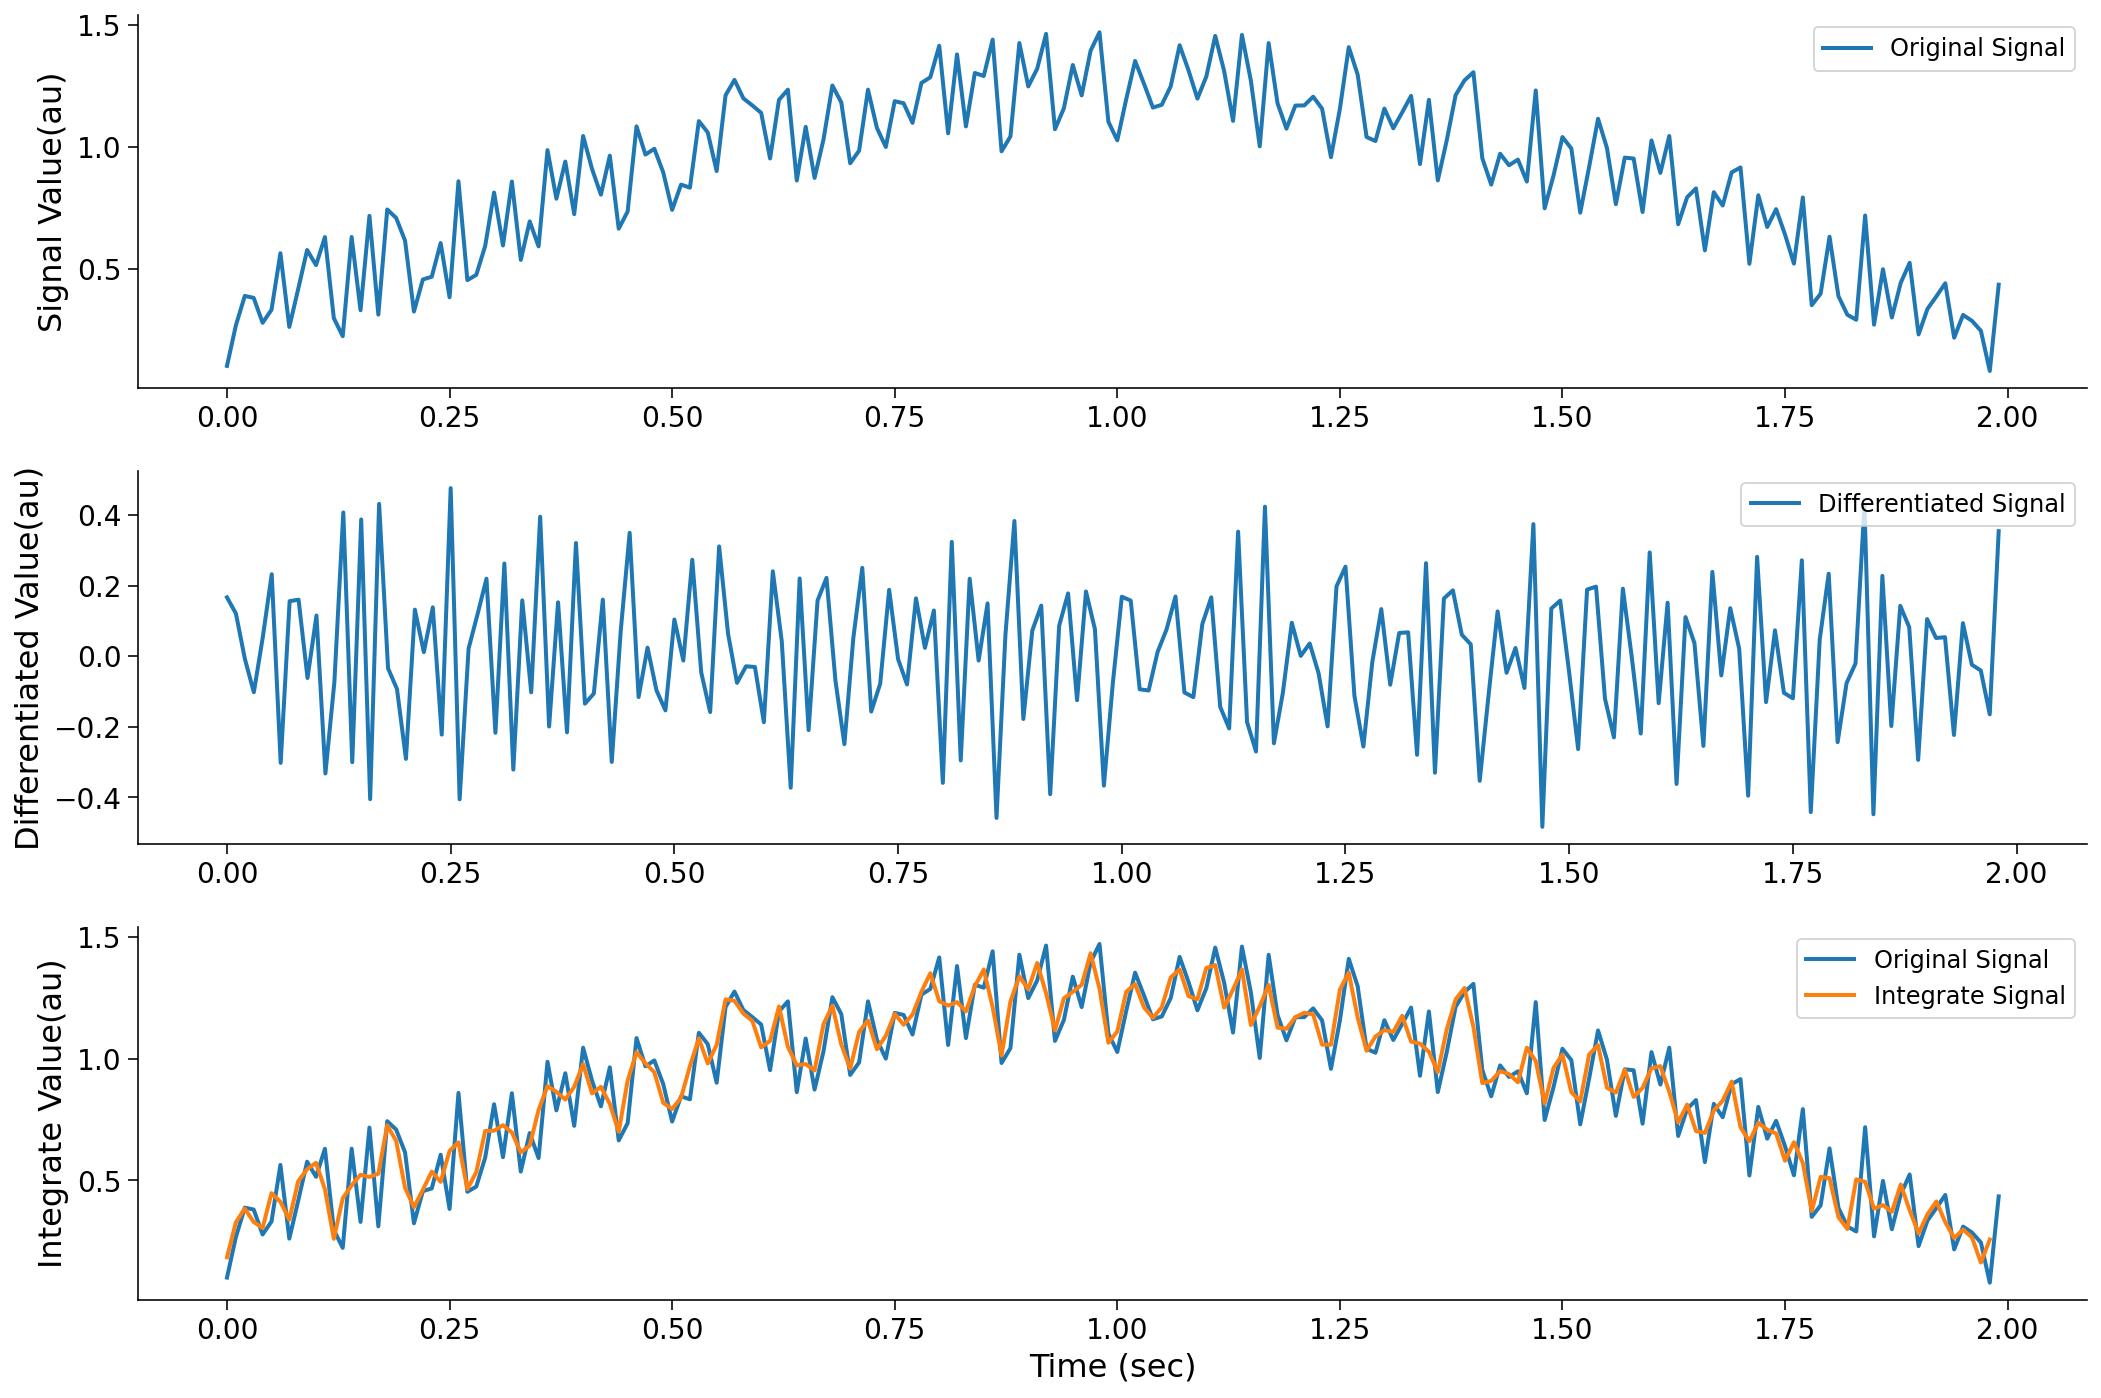 Signal Value(au)
1.5
1.0
0.5
Original Signal
0.00 0.25 0.50 0.75 1.00 1.25 1.50 1.75 2.00
Differentiated Value(au)
0.4
0.2
0.0
−0.2
−0.4
Differentiated Signal
0.00 0.25 0.50 0.75 1.00 1.25 1.50 1.75 2.00
Integrate Value(au)
1.5
1.0
0.5
Original Signal
Integrate Signal
0.00 0.25 0.50 0.75 1.00 1.25 1.50 1.75 2.00
Time (sec)